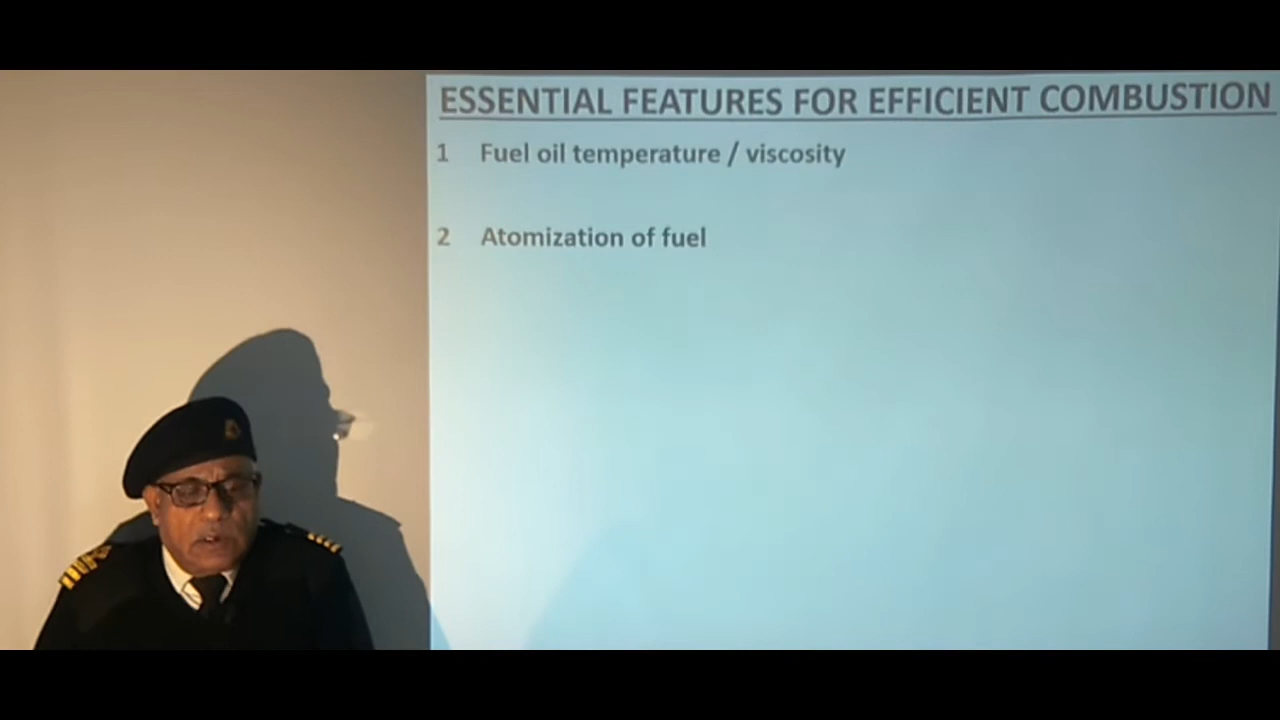 ESSENTIAL FEATURES FOR EFFICIENT COMBUSTION
1 Fuel oil temperature / viscosity
2 Atomization of fuel